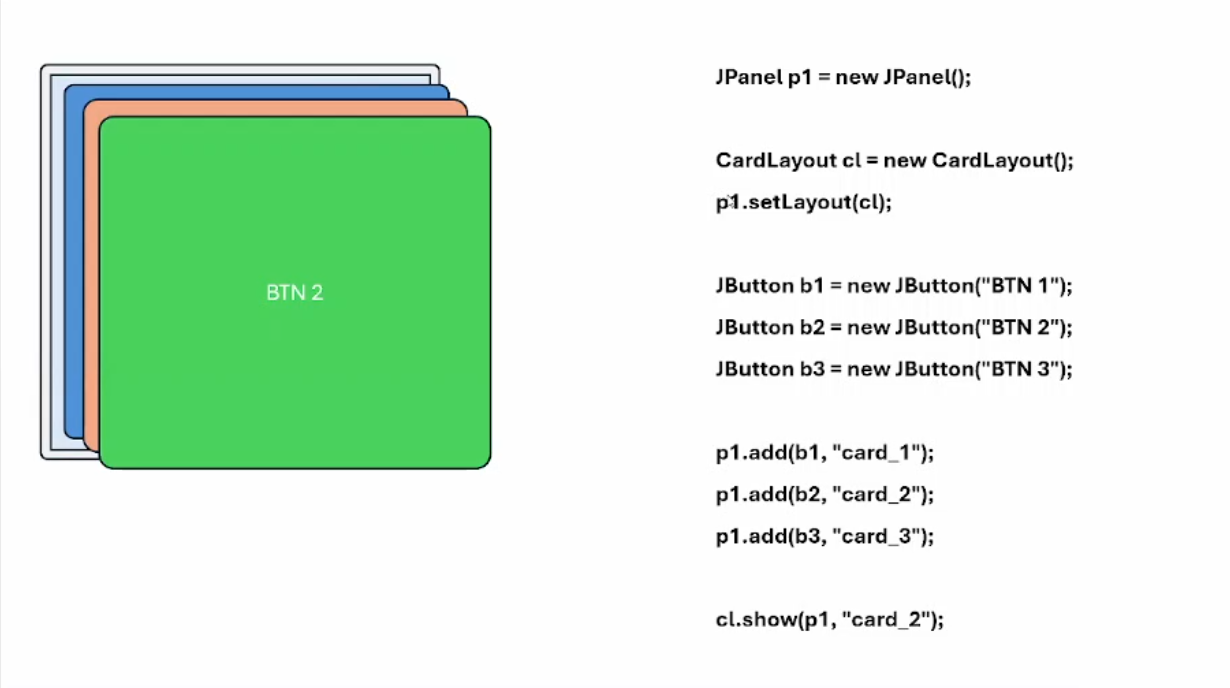 BTN 2
JPanel p1 = new JPanel();
CardLayout cl = new CardLayout();
p1.setLayout(cl);
JButton b1 = new JButton("BTN 1");
JButton b2 = new JButton("BTN 2");
JButton b3 = new JButton("BTN 3");
p1.add(b1, "card_1");
p1.add(b2, "card_2");
p1.add(b3, "card_3");
cl.show(p1, "card_2");